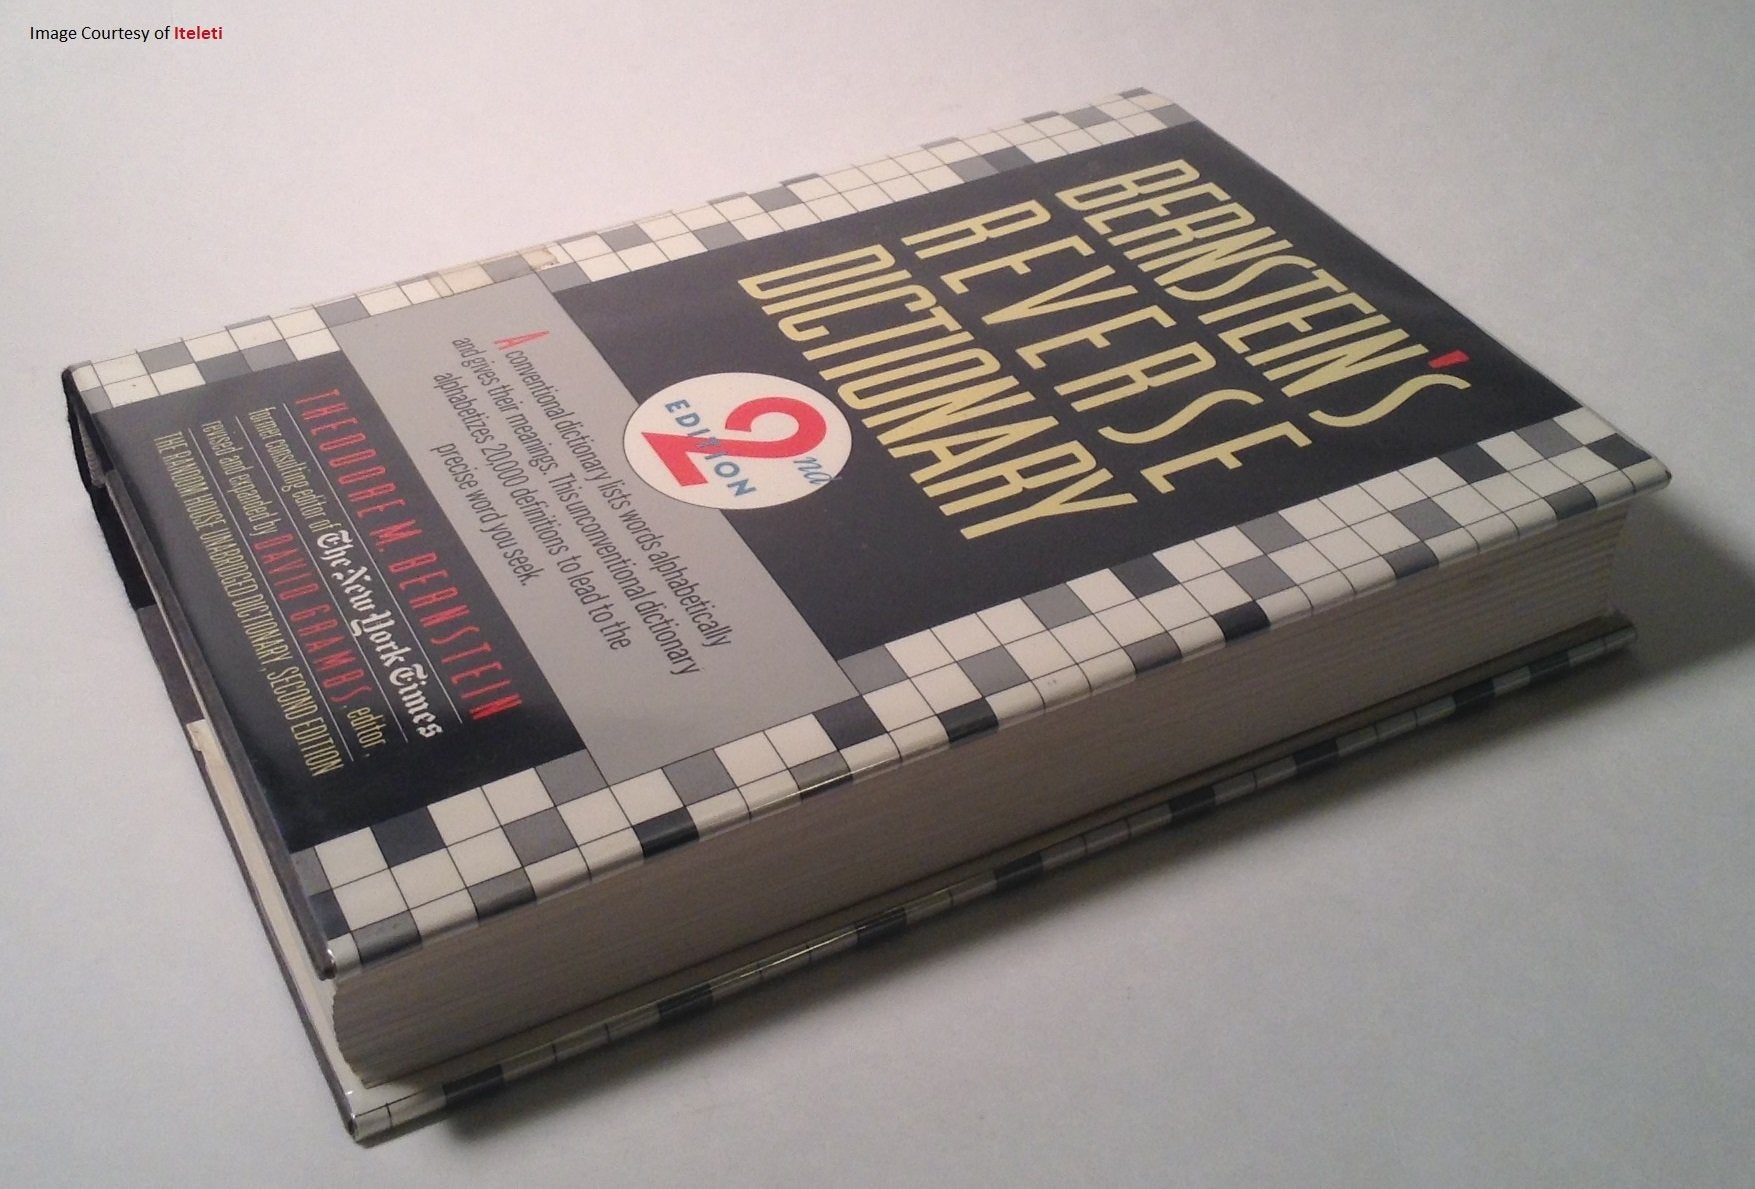 Image Courtesy of Iteleti
BERNSTEIN'S
REVERSE
DICTIONARY
2nd
EDITION
A conventional dictionary lists words alphabetically
and gives their meanings. This unconventional dictionary
alphabetizes 20,000 definitions to lead to the
precise word you seek.
THEODORE M. BERNSTEIN
former consulting editor of The New York Times
revised and expanded by DAVID GRAMBS, editor,
THE RANDOM HOUSE UNABRIDGED DICTIONARY, SECOND EDITION